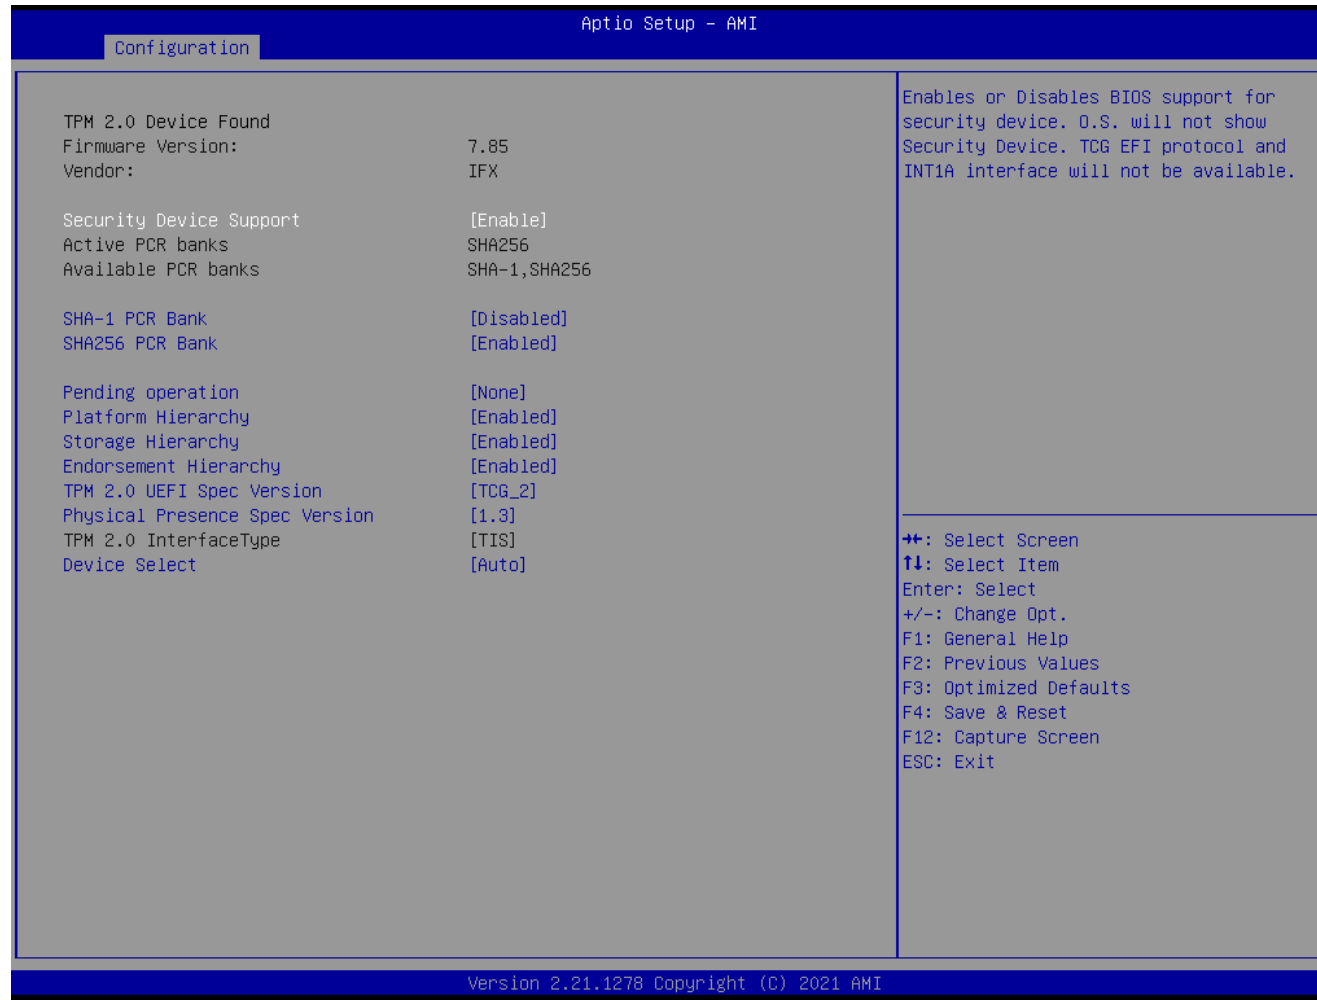 Aptio Setup - AMI
Configuration
TPM 2.0 Device Found
Firmware Version: 7.85
Vendor: IFX
Security Device Support [Enable]
Active PCR banks SHA256
Available PCR banks SHA-1,SHA256
SHA-1 PCR Bank [Disabled]
SHA256 PCR Bank [Enabled]
Pending operation [None]
Platform Hierarchy [Enabled]
Storage Hierarchy [Enabled]
Endorsement Hierarchy [Enabled]
TPM 2.0 UEFI Spec Version [TCG_2]
Physical Presence Spec Version [1.3]
TPM 2.0 InterfaceType [TIS]
Device Select [Auto]
Enables or Disables BIOS support for
security device. O.S. will not show
Security Device. TCG EFI protocol and
INT1A interface will not be available.
→←: Select Screen
↑↓: Select Item
Enter: Select
+/-: Change Opt.
F1: General Help
F2: Previous Values
F3: Optimized Defaults
F4: Save & Reset
F12: Capture Screen
ESC: Exit
Version 2.21.1278 Copyright (C) 2021 AMI